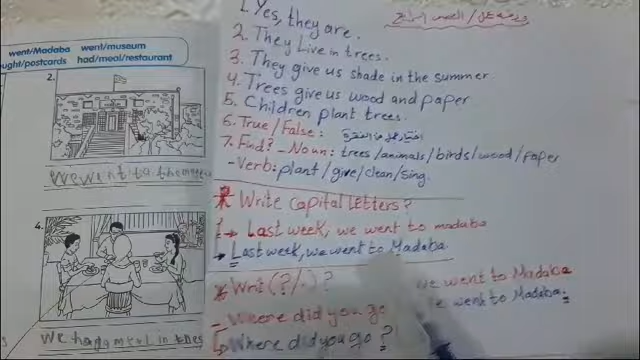 went/Madaba went/museum
ught/postcards had/meal/restaurant
2.
We went to the
4.
We had
1. Yes, they are.
2. They Live in trees.
3. They give us shade in the summer.
4. Trees give us wood and paper
5. Children plant trees.
6. True/False:
7. Find? - Noun: trees/animals/birds/wood/paper
- Verb: plant/give/clean/sing.
Write capital letters?
Last week, we went to madaba
Last week, we went to Madaba
Writ (?/.)?
we went to Madaba
Where did you go
we went to Madaba.
Where did you go?